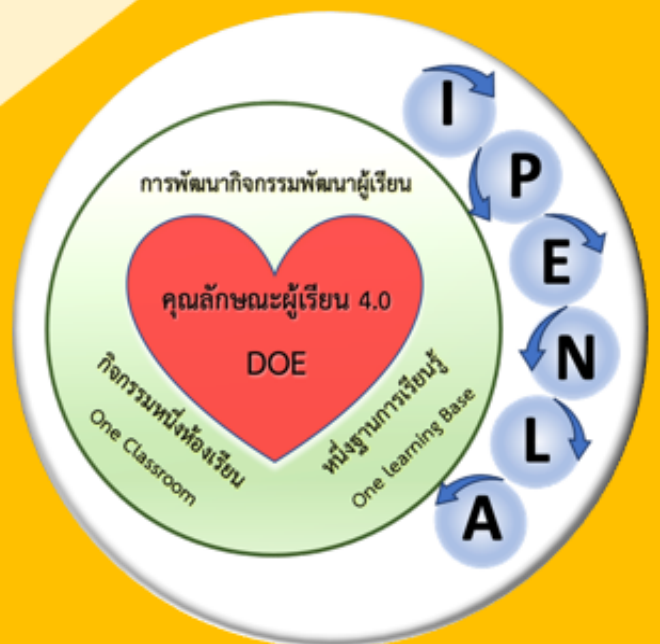 การพัฒนากิจกรรมพัฒนาผู้เรียน
คุณลักษณะผู้เรียน 4.0
DOE
กิจกรรมหนึ่งห้องเรียน
One Classroom
หนึ่งฐานการเรียนรู้
One learning Base
I
P
E
N
L
A